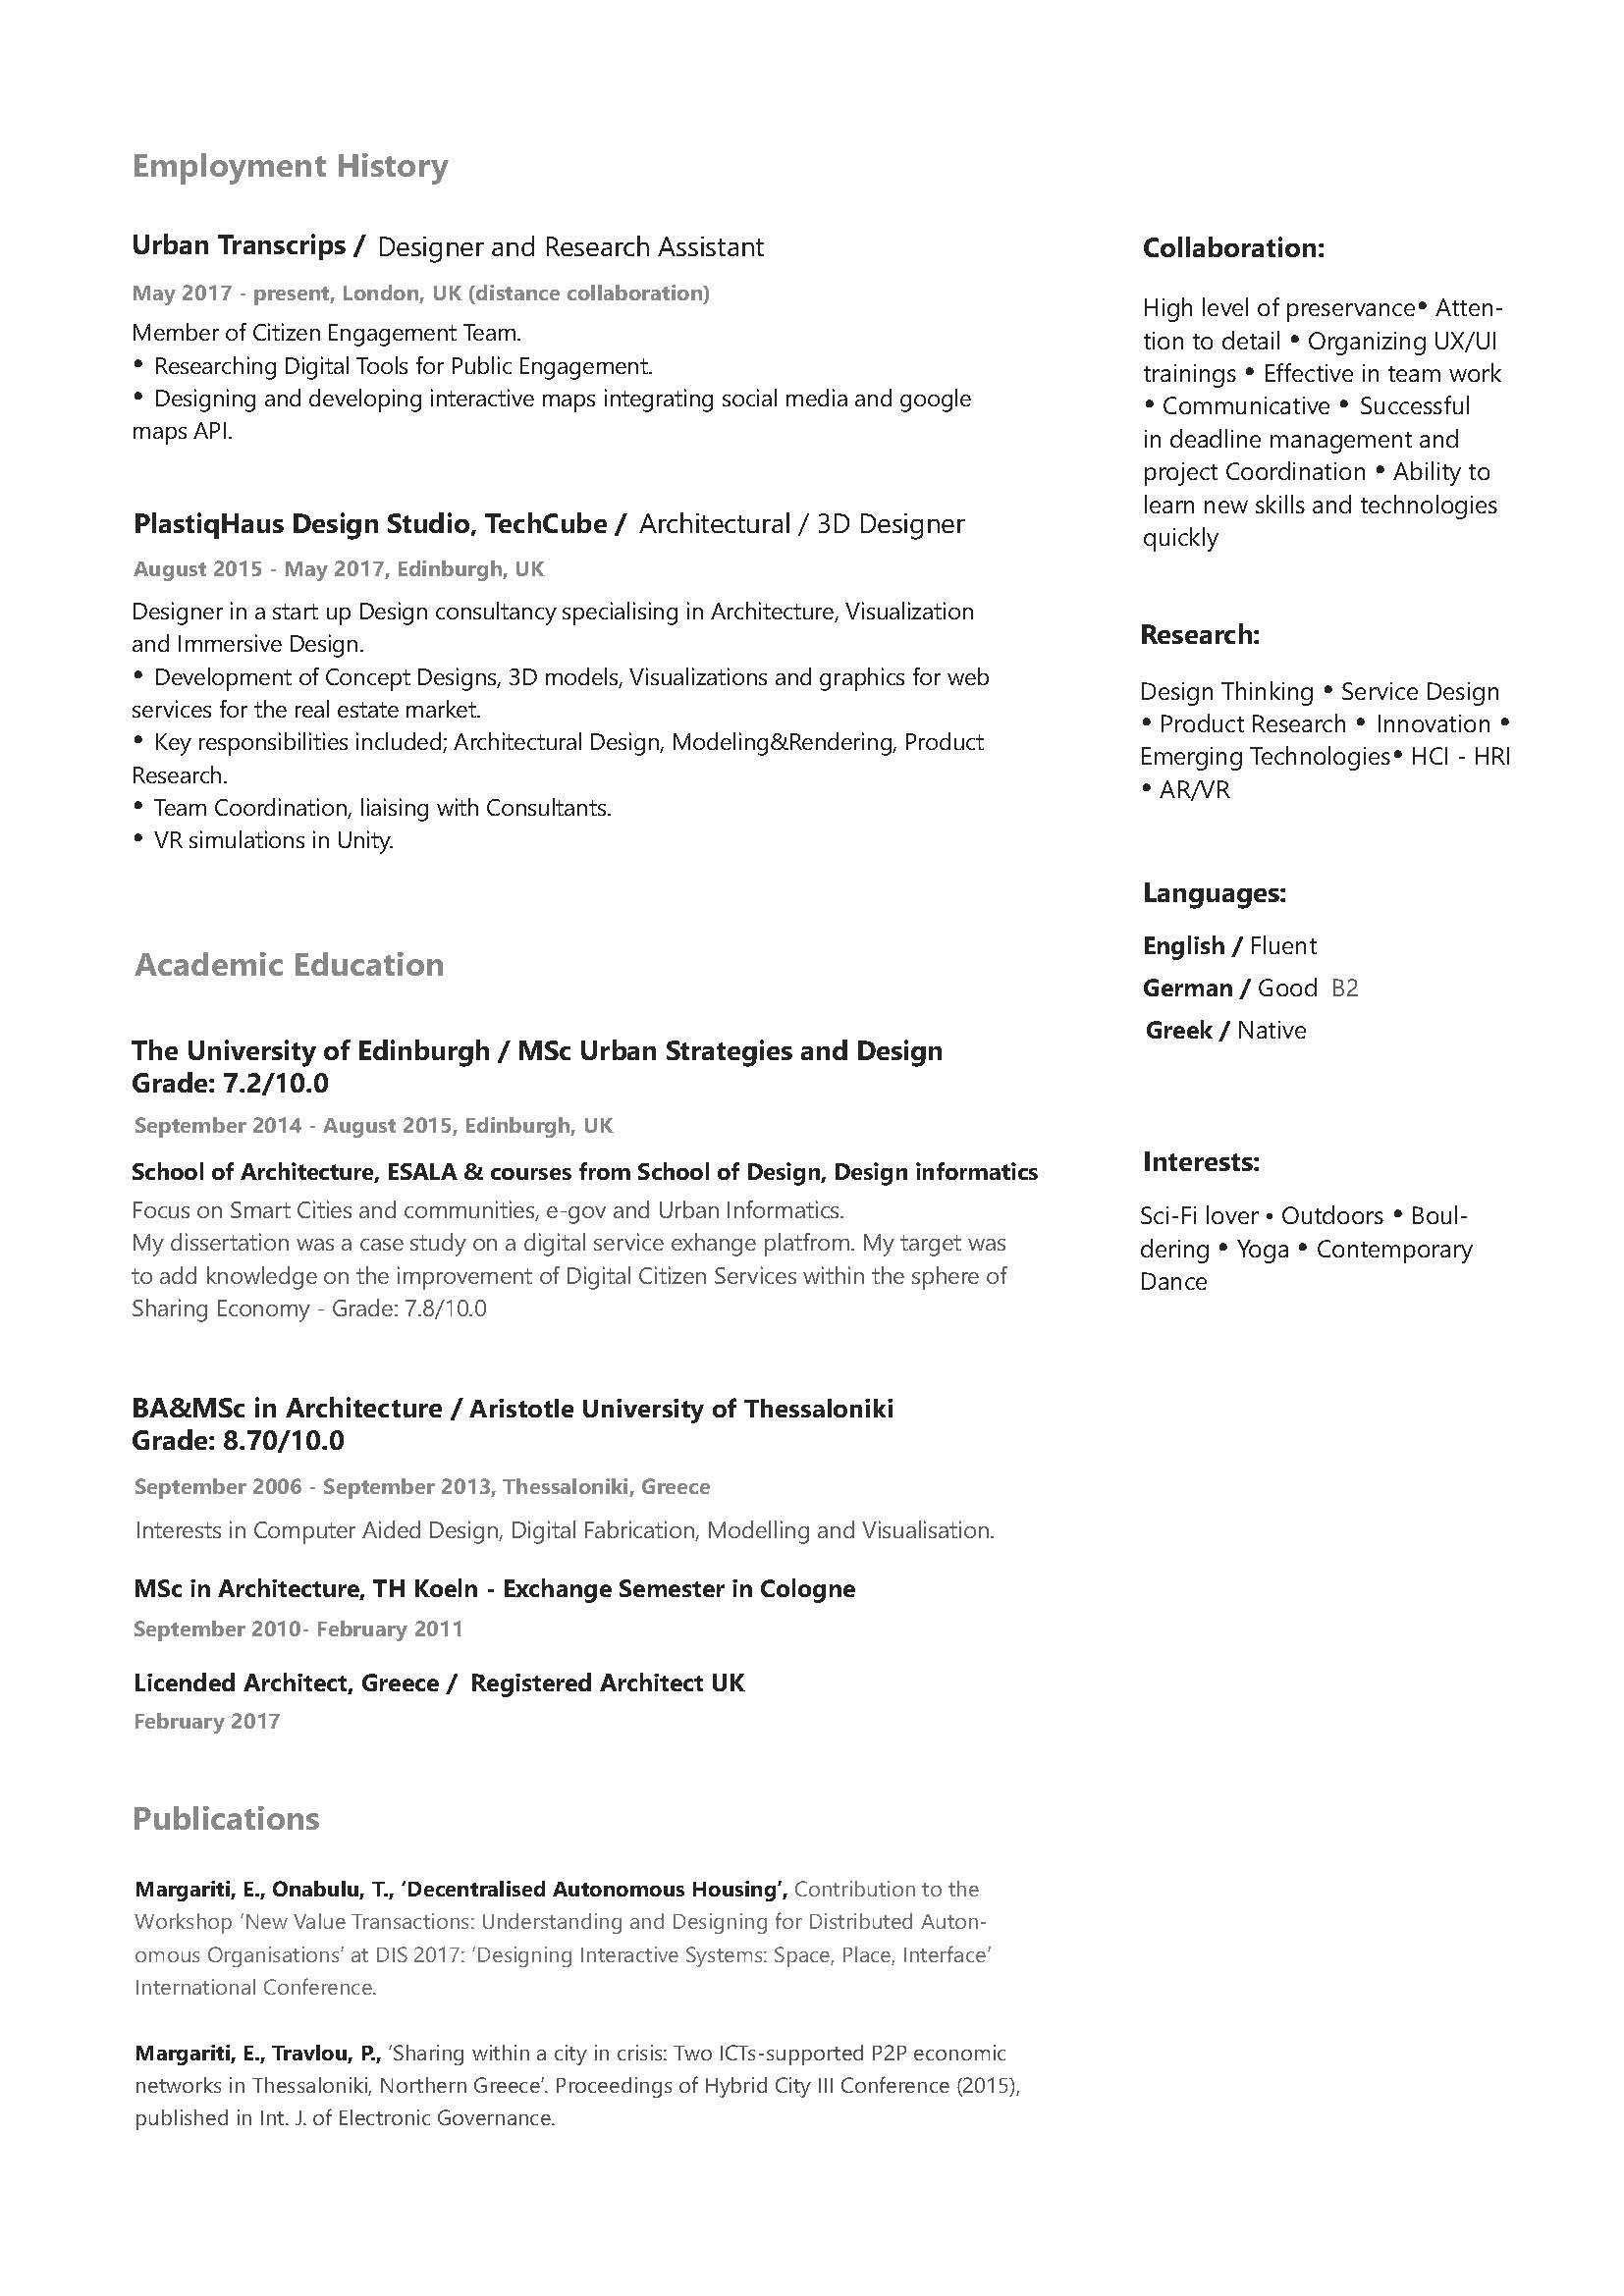 Employment History
Urban Transcrips / Designer and Research Assistant
May 2017 - present, London, UK (distance collaboration)
Member of Citizen Engagement Team.
• Researching Digital Tools for Public Engagement.
• Designing and developing interactive maps integrating social media and google
maps API.
PlastiqHaus Design Studio, TechCube / Architectural / 3D Designer
August 2015 - May 2017, Edinburgh, UK
Designer in a start up Design consultancy specialising in Architecture, Visualization
and Immersive Design.
• Development of Concept Designs, 3D models, Visualizations and graphics for web
services for the real estate market.
• Key responsibilities included; Architectural Design, Modeling&Rendering, Product
Research.
• Team Coordination, liaising with Consultants.
• VR simulations in Unity.
Academic Education
The University of Edinburgh / MSc Urban Strategies and Design
Grade: 7.2/10.0
September 2014 - August 2015, Edinburgh, UK
School of Architecture, ESALA & courses from School of Design, Design informatics
Focus on Smart Cities and communities, e-gov and Urban Informatics.
My dissertation was a case study on a digital service exhange platfrom. My target was
to add knowledge on the improvement of Digital Citizen Services within the sphere of
Sharing Economy - Grade: 7.8/10.0
BA&MSc in Architecture / Aristotle University of Thessaloniki
Grade: 8.70/10.0
September 2006 - September 2013, Thessaloniki, Greece
Interests in Computer Aided Design, Digital Fabrication, Modelling and Visualisation.
MSc in Architecture, TH Koeln - Exchange Semester in Cologne
September 2010- February 2011
Licended Architect, Greece / Registered Architect UK
February 2017
Publications
Margariti, E., Onabulu, T., ‘Decentralised Autonomous Housing’, Contribution to the
Workshop ‘New Value Transactions: Understanding and Designing for Distributed Auton-
omous Organisations’ at DIS 2017: ‘Designing Interactive Systems: Space, Place, Interface’
International Conference.
Margariti, E., Travlou, P., ‘Sharing within a city in crisis: Two ICTs-supported P2P economic
networks in Thessaloniki, Northern Greece’. Proceedings of Hybrid City III Conference (2015),
published in Int. J. of Electronic Governance.
Collaboration:
High level of preservance• Atten-
tion to detail • Organizing UX/UI
trainings • Effective in team work
• Communicative • Successful
in deadline management and
project Coordination • Ability to
learn new skills and technologies
quickly
Research:
Design Thinking • Service Design
• Product Research • Innovation •
Emerging Technologies• HCI - HRI
• AR/VR
Languages:
English / Fluent
German / Good B2
Greek / Native
Interests:
Sci-Fi lover • Outdoors • Boul-
dering • Yoga • Contemporary
Dance